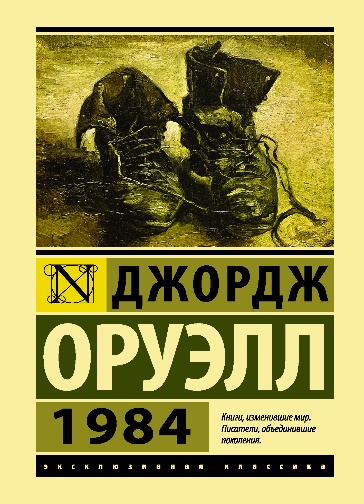 N
ДЖОРДЖ
ОРУЭЛЛ
1984
Книги, изменившие мир.
Писатели, объединившие
поколения.
эксклюзивная классика